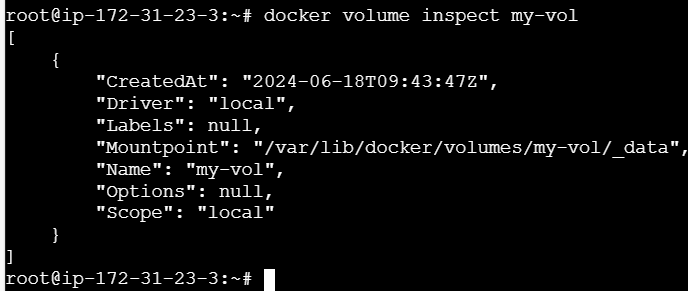 root@ip-172-31-23-3:~# docker volume inspect my-vol
[
    {
        "CreatedAt": "2024-06-18T09:43:47Z",
        "Driver": "local",
        "Labels": null,
        "Mountpoint": "/var/lib/docker/volumes/my-vol/_data",
        "Name": "my-vol",
        "Options": null,
        "Scope": "local"
    }
]
root@ip-172-31-23-3:~#